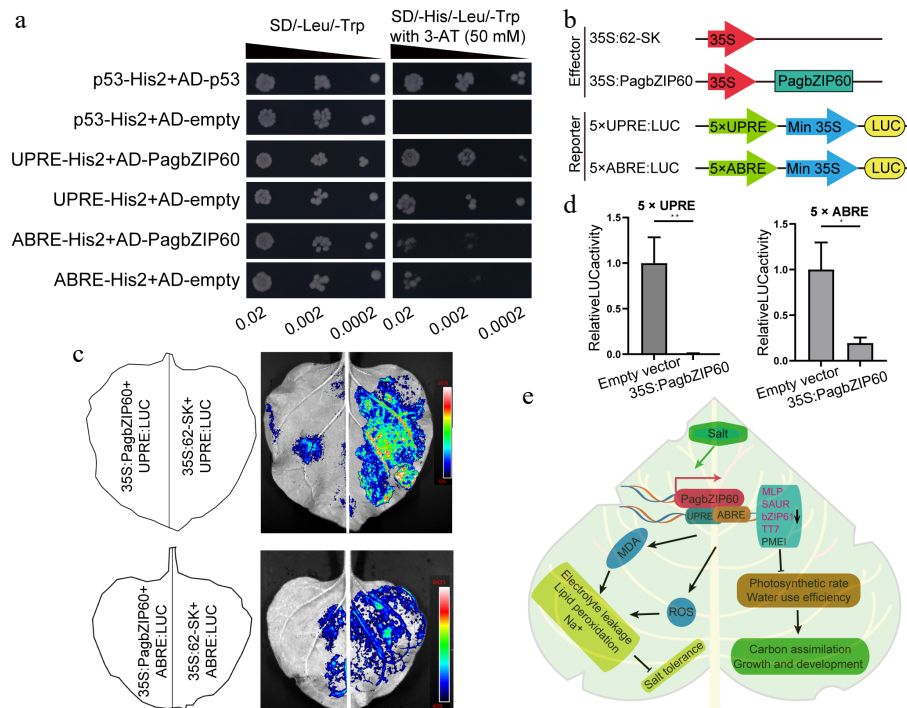 a
SD/-Leu/-Trp
SD/-His/-Leu/-Trp
with 3-AT (50 mM)
p53-His2+AD-p53
p53-His2+AD-empty
UPRE-His2+AD-PagbZIP60
UPRE-His2+AD-empty
ABRE-His2+AD-PagbZIP60
ABRE-His2+AD-empty
0.02
0.002
0.0002
0.02
0.002
0.0002
b
Effector
35S:62-SK
35S
35S:PagbZIP60
35S
PagbZIP60
Reporter
5×UPRE:LUC
5×UPRE
Min 35S
LUC
5×ABRE:LUC
5×ABRE
Min 35S
LUC
c
35S:PagbZIP60+
UPRE:LUC
35S:62-SK+
UPRE:LUC
35S:PagbZIP60+
ABRE:LUC
35S:62-SK+
ABRE:LUC
d
5 × UPRE
**
RelativeLUCactivity
1.5
1.0
0.5
0.0
Empty vector
35S:PagbZIP60
5 × ABRE
*
RelativeLUCactivity
1.5
1.0
0.5
0.0
Empty vector
35S:PagbZIP60
e
Salt
PagbZIP60
UPRE
ABRE
MLP
SAUR
bZIP61
TT7
PMEI
MDA
ROS
Electrolyte leakage
Lipid peroxidation
Na+
Salt tolerance
Photosynthetic rate
Water use efficiency
Carbon assimilation
Growth and development